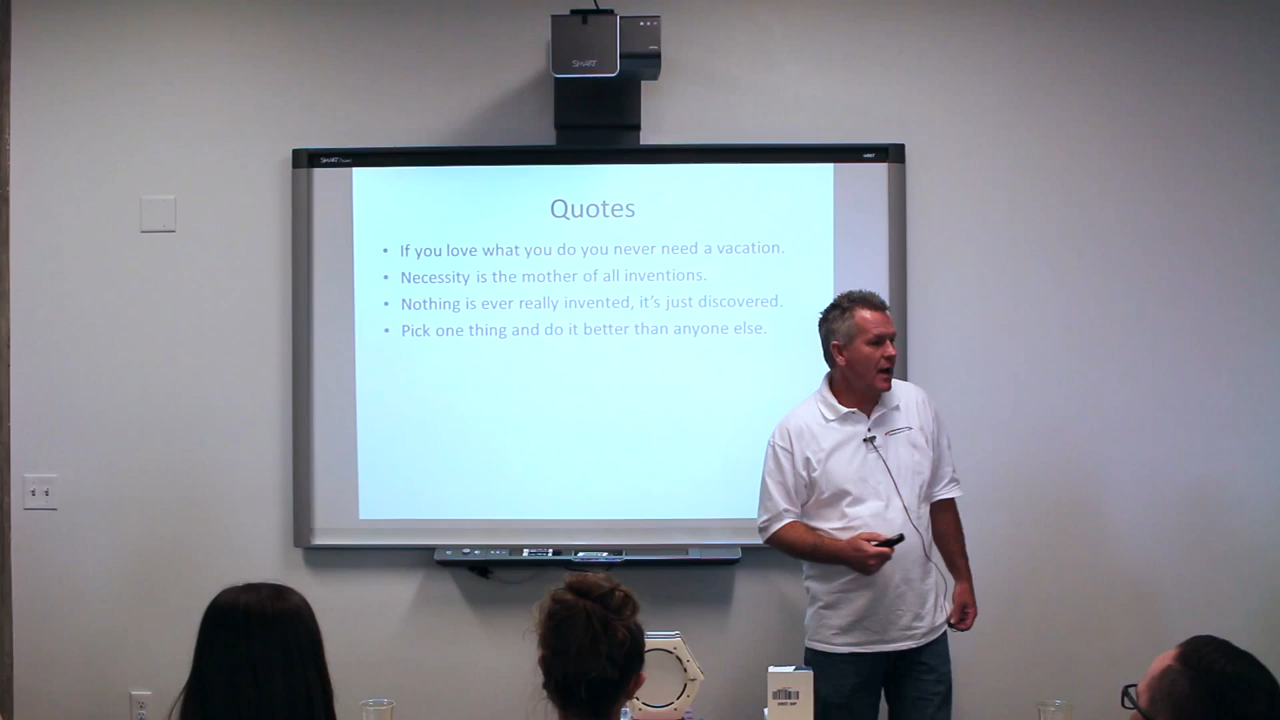 SMART
SMART
Quotes
• If you love what you do you never need a vacation.
• Necessity is the mother of all inventions.
• Nothing is ever really invented, it’s just discovered.
• Pick one thing and do it better than anyone else.